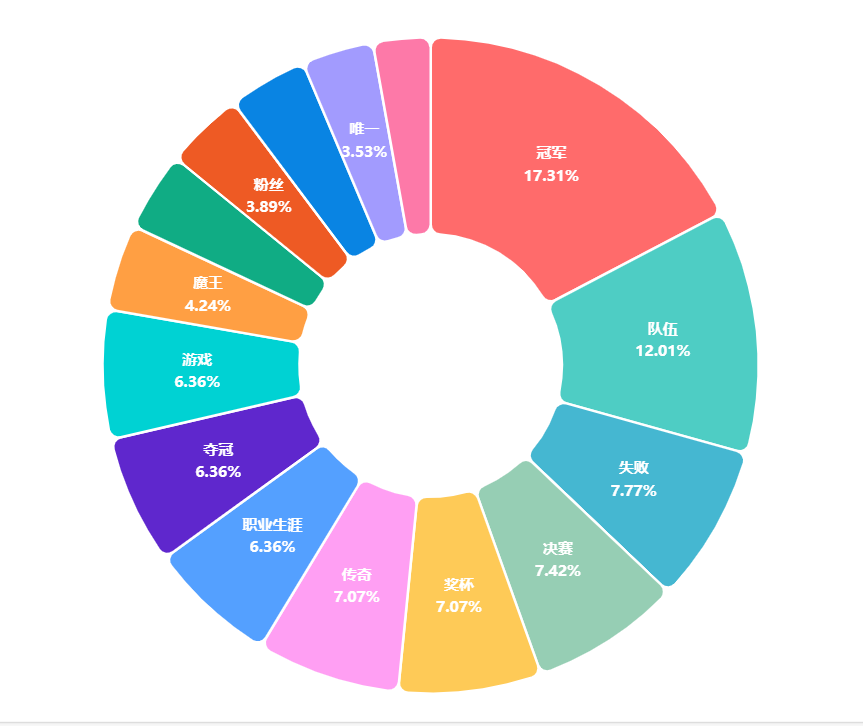 冠军
17.31%
队伍
12.01%
失败
7.77%
决赛
7.42%
奖杯
7.07%
传奇
7.07%
职业生涯
6.36%
夺冠
6.36%
游戏
6.36%
魔王
4.24%
粉丝
3.89%
唯一
3.53%